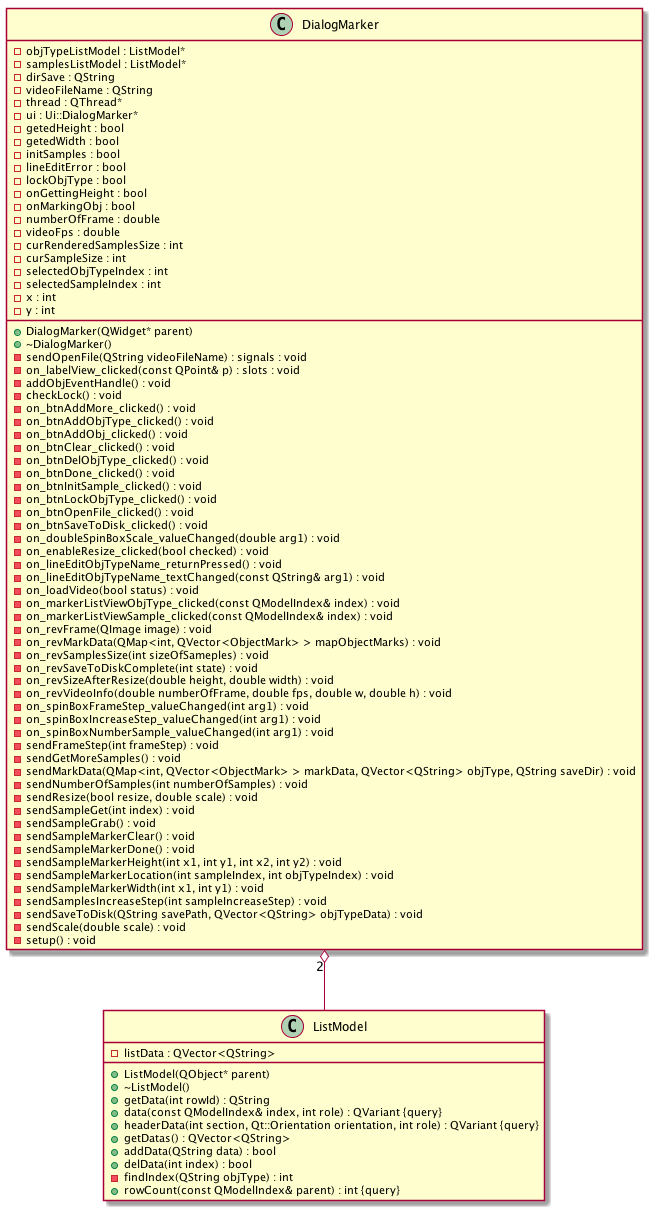 C DialogMarker
objTypeListModel : ListModel*
samplesListModel : ListModel*
dirSave : QString
videoFileName : QString
thread : QThread*
ui : Ui::DialogMarker*
getedHeight : bool
getedWidth : bool
initSamples : bool
lineEditError : bool
lockObjType : bool
onGettingHeight : bool
onMarkingObj : bool
numberOfFrame : double
videoFps : double
curRenderedSamplesSize : int
curSampleSize : int
selectedObjTypeIndex : int
selectedSampleIndex : int
x : int
y : int
DialogMarker(QWidget* parent)
~DialogMarker()
sendOpenFile(QString videoFileName) : signals : void
on_labelView_clicked(const QPoint& p) : slots : void
addObjEventHandle() : void
checkLock() : void
on_btnAddMore_clicked() : void
on_btnAddObjType_clicked() : void
on_btnAddObj_clicked() : void
on_btnClear_clicked() : void
on_btnDelObjType_clicked() : void
on_btnDone_clicked() : void
on_btnInitSample_clicked() : void
on_btnLockObjType_clicked() : void
on_btnOpenFile_clicked() : void
on_btnSaveToDisk_clicked() : void
on_doubleSpinBoxScale_valueChanged(double arg1) : void
on_enableResize_clicked(bool checked) : void
on_lineEditObjTypeName_returnPressed() : void
on_lineEditObjTypeName_textChanged(const QString& arg1) : void
on_loadVideo(bool status) : void
on_markerListViewObjType_clicked(const QModelIndex& index) : void
on_markerListViewSample_clicked(const QModelIndex& index) : void
on_revFrame(QImage image) : void
on_revMarkData(QMap<int, QVector<ObjectMark> > mapObjectMarks) : void
on_revSamplesSize(int sizeOfSameples) : void
on_revSaveToDiskComplete(int state) : void
on_revSizeAfterResize(double height, double width) : void
on_revVideoInfo(double numberOfFrame, double fps, double w, double h) : void
on_spinBoxFrameStep_valueChanged(int arg1) : void
on_spinBoxIncreaseStep_valueChanged(int arg1) : void
on_spinBoxNumberSample_valueChanged(int arg1) : void
sendFrameStep(int frameStep) : void
sendGetMoreSamples() : void
sendMarkData(QMap<int, QVector<ObjectMark> > markData, QVector<QString> objType, QString saveDir) : void
sendNumberOfSamples(int numberOfSamples) : void
sendResize(bool resize, double scale) : void
sendSampleGet(int index) : void
sendSampleGrab() : void
sendSampleMarkerClear() : void
sendSampleMarkerDone() : void
sendSampleMarkerHeight(int x1, int y1, int x2, int y2) : void
sendSampleMarkerLocation(int sampleIndex, int objTypeIndex) : void
sendSampleMarkerWidth(int x1, int y1) : void
sendSamplesIncreaseStep(int sampleIncreaseStep) : void
sendSaveToDisk(QString savePath, QVector<QString> objTypeData) : void
sendScale(double scale) : void
setup() : void
2
C ListModel
listData : QVector<QString>
ListModel(QObject* parent)
~ListModel()
getData(int rowId) : QString
data(const QModelIndex& index, int role) : QVariant {query}
headerData(int section, Qt::Orientation orientation, int role) : QVariant {query}
getDatas() : QVector<QString>
addData(QString data) : bool
delData(int index) : bool
findIndex(QString objType) : int
rowCount(const QModelIndex& parent) : int {query}